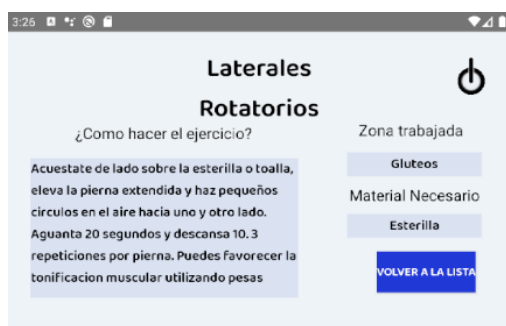 3:26
Laterales
Rotatorios
¿Como hacer el ejercicio?
Acuestate de lado sobre la esterilla o toalla,
eleva la pierna extendida y haz pequeños
circulos en el aire hacia uno y otro lado.
Aguanta 20 segundos y descansa 10. 3
repeticiones por pierna. Puedes favorecer la
tonificacion muscular utilizando pesas
Zona trabajada
Gluteos
Material Necesario
Esterilla
VOLVER A LA LISTA